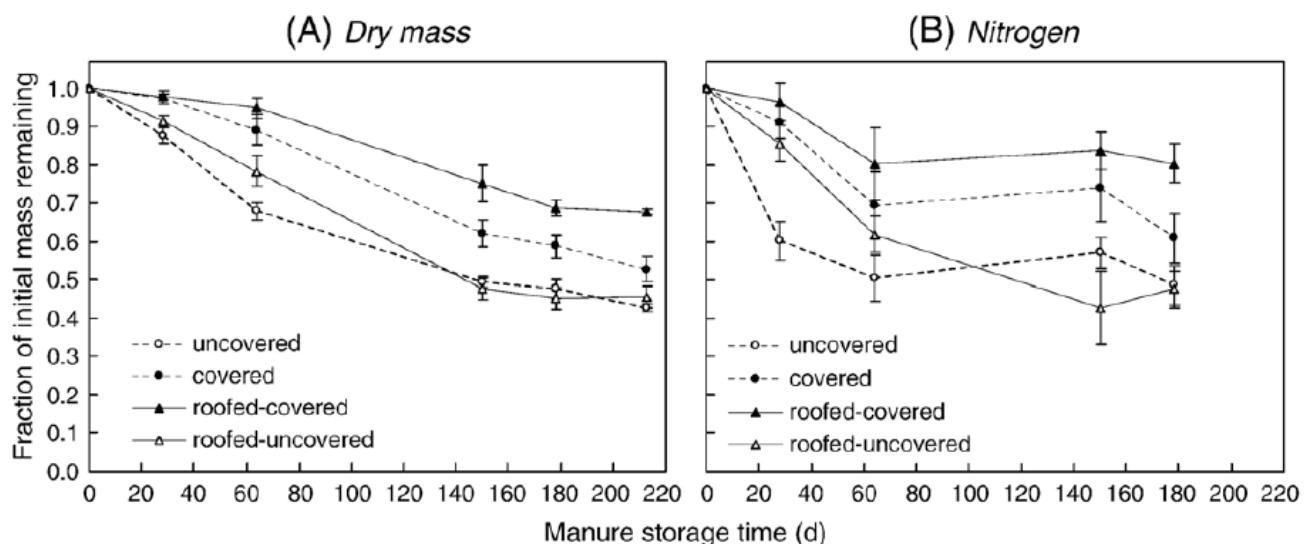 (A) Dry mass
(B) Nitrogen
Fraction of initial mass remaining
1.0
0.9
0.8
0.7
0.6
0.5
0.4
0.3
0.2
0.1
0.0
uncovered
covered
roofed-covered
roofed-uncovered
0 20 40 60 80 100 120 140 160 180 200 220
uncovered
covered
roofed-covered
roofed-uncovered
0 20 40 60 80 100 120 140 160 180 200 220
Manure storage time (d)